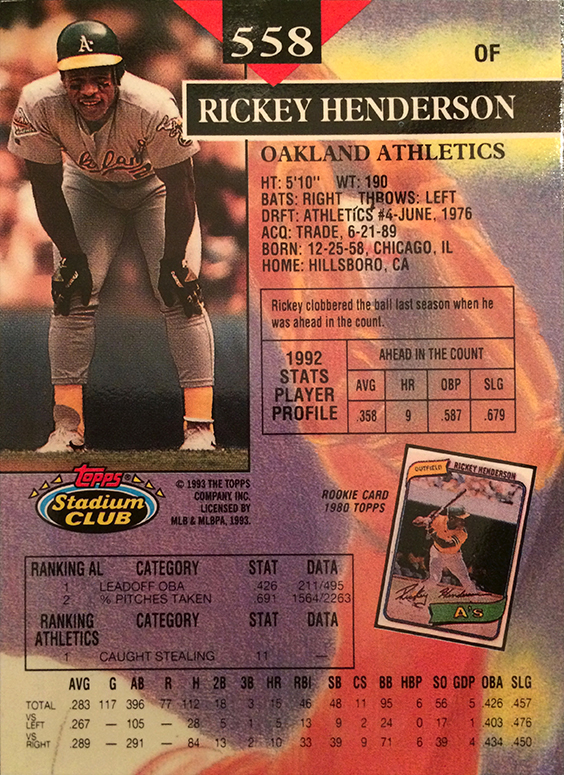 558
OF
RICKEY HENDERSON
OAKLAND ATHLETICS
HT: 5'10" WT: 190
BATS: RIGHT THROWS: LEFT
DRFT: ATHLETICS #4-JUNE, 1976
ACQ: TRADE, 6-21-89
BORN: 12-25-58, CHICAGO, IL
HOME: HILLSBORO, CA
Rickey clobbered the ball last season when he
was ahead in the count.
1992 STATS PLAYER PROFILE
AHEAD IN THE COUNT
AVG HR OBP SLG
.358 9 .587 .679
Topps
Stadium
CLUB
© 1993 THE TOPPS
COMPANY, INC.
LICENSED BY
MLB & MLBPA, 1993.
ROOKIE CARD
1980 TOPPS
OUTFIELD RICKEY HENDERSON
Rickey Henderson
A's
RANKING AL CATEGORY STAT DATA
1 LEADOFF OBA .426 211/495
2 % PITCHES TAKEN .691 1564/2263
RANKING ATHLETICS CATEGORY STAT DATA
1 CAUGHT STEALING 11 —
AVG G AB R H 2B 3B HR RBI SB CS BB HBP SO GDP OBA SLG
TOTAL .283 117 396 77 112 18 3 15 46 48 11 95 6 56 5 .426 .457
VS LEFT .267 — 105 — 28 5 1 5 13 9 2 24 0 17 1 .403 .476
VS RIGHT .289 — 291 — 84 13 2 10 33 39 9 71 6 39 4 .434 .450